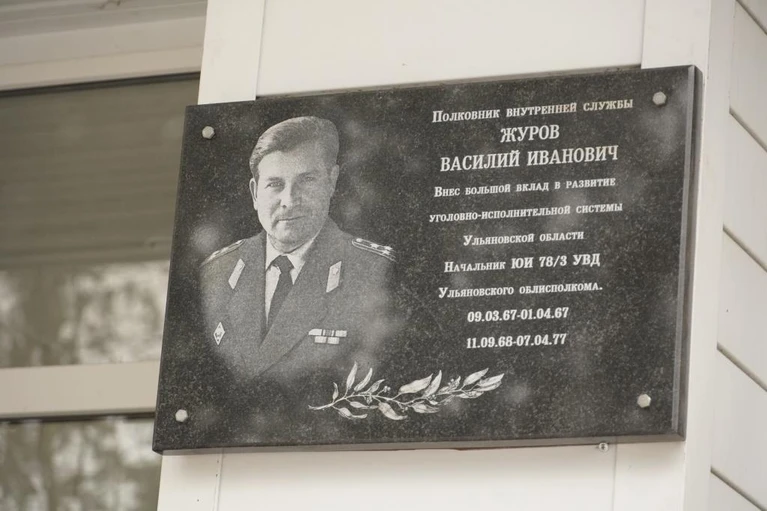 Полковник внутренней службы
ЖУРОВ
ВАСИЛИЙ ИВАНОВИЧ
Внес большой вклад в развитие
уголовно-исполнительной системы
Ульяновской области
Начальник ЮИ 78/3 УВД
Ульяновского облисполкома.
09.03.67-01.04.67
11.09.68-07.04.77